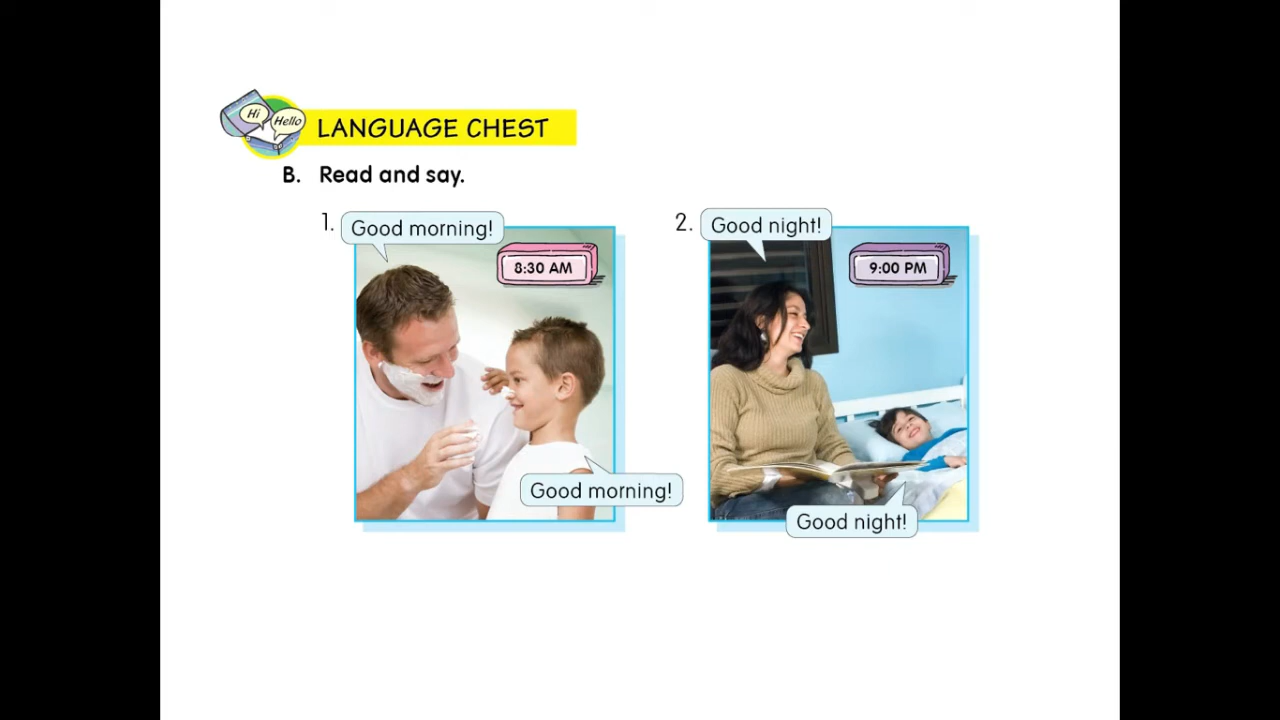 Hi
Hello
LANGUAGE CHEST
B. Read and say.
1.
Good morning!
8:30 AM
Good morning!
2.
Good night!
9:00 PM
Good night!